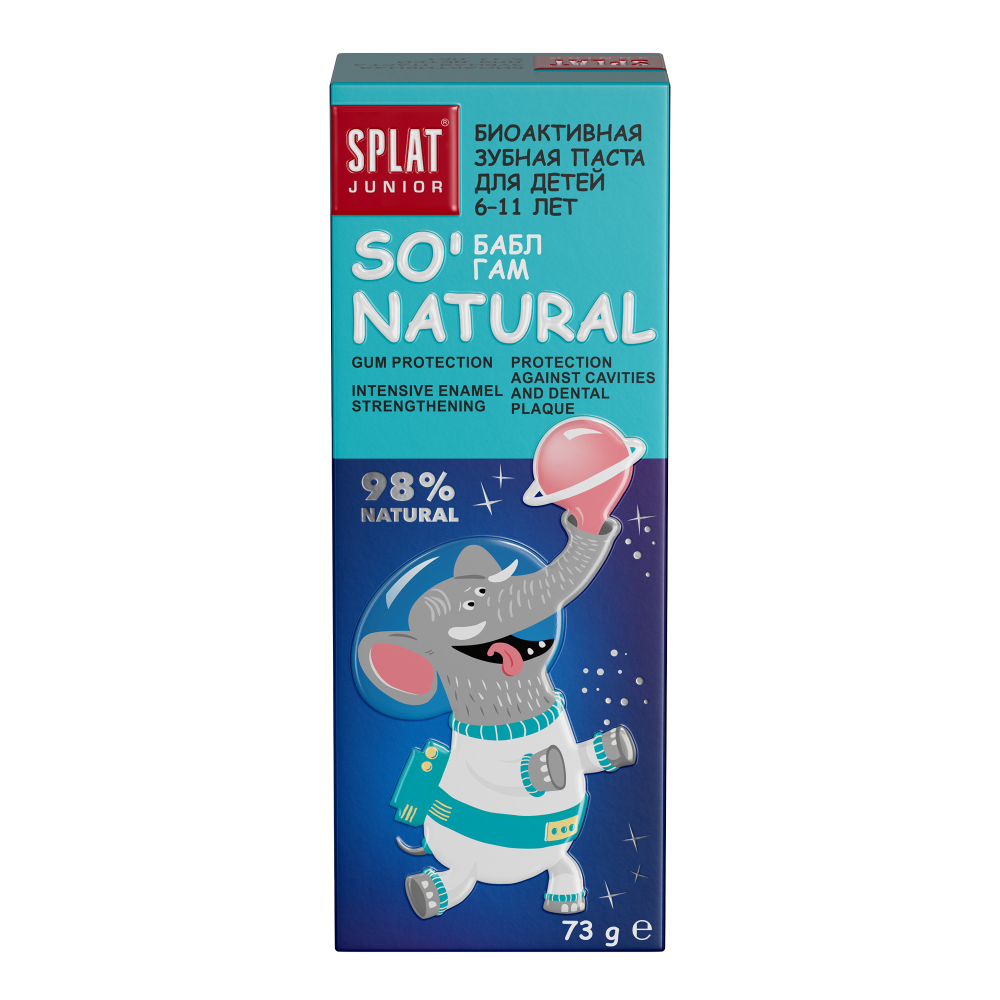 SPLAT®
JUNIOR
БИОАКТИВНАЯ
ЗУБНАЯ ПАСТА
ДЛЯ ДЕТЕЙ
6–11 ЛЕТ
SO' БАБЛ
ГАМ
NATURAL
GUM PROTECTION
INTENSIVE ENAMEL
STRENGTHENING
PROTECTION
AGAINST CAVITIES
AND DENTAL
PLAQUE
98%
NATURAL
73 g ℮